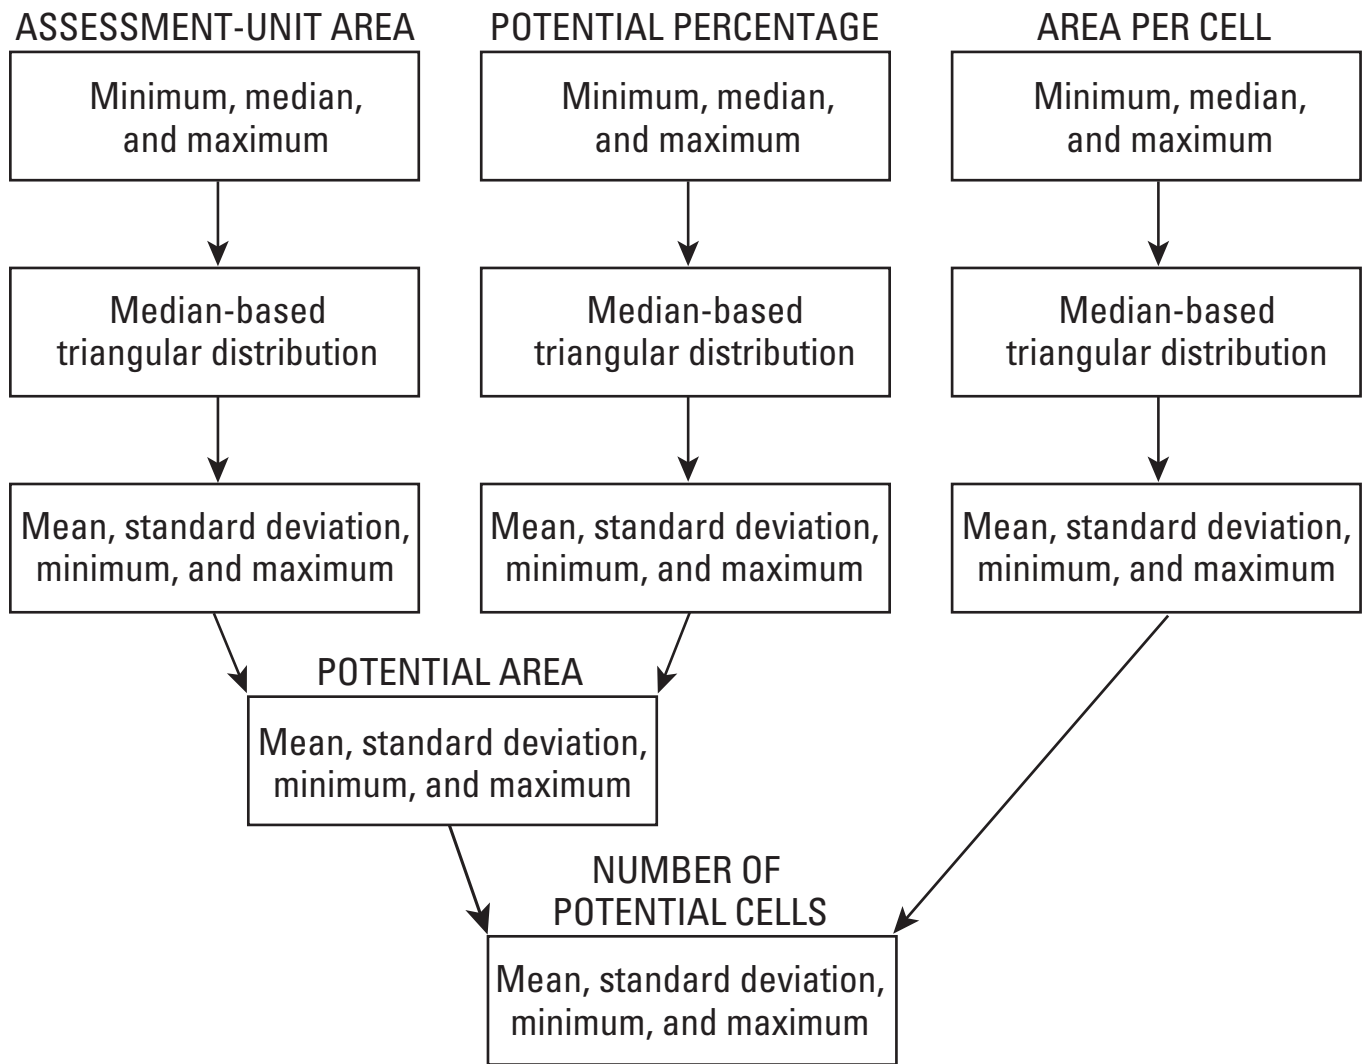 ASSESSMENT-UNIT AREA
POTENTIAL PERCENTAGE
AREA PER CELL
Minimum, median,
and maximum
Minimum, median,
and maximum
Minimum, median,
and maximum
Median-based
triangular distribution
Median-based
triangular distribution
Median-based
triangular distribution
Mean, standard deviation,
minimum, and maximum
Mean, standard deviation,
minimum, and maximum
Mean, standard deviation,
minimum, and maximum
POTENTIAL AREA
Mean, standard deviation,
minimum, and maximum
NUMBER OF
POTENTIAL CELLS
Mean, standard deviation,
minimum, and maximum